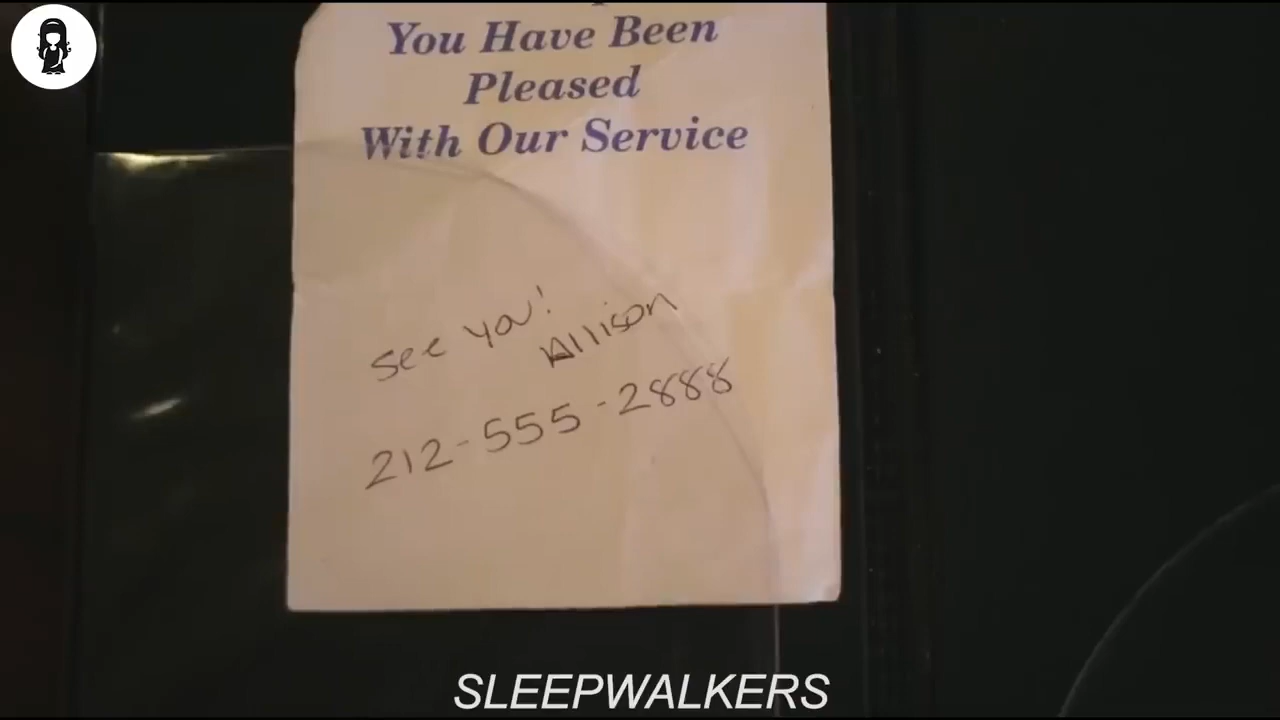 You Have Been
Pleased
With Our Service
see you!
Allison
212-555-2888
SLEEPWALKERS